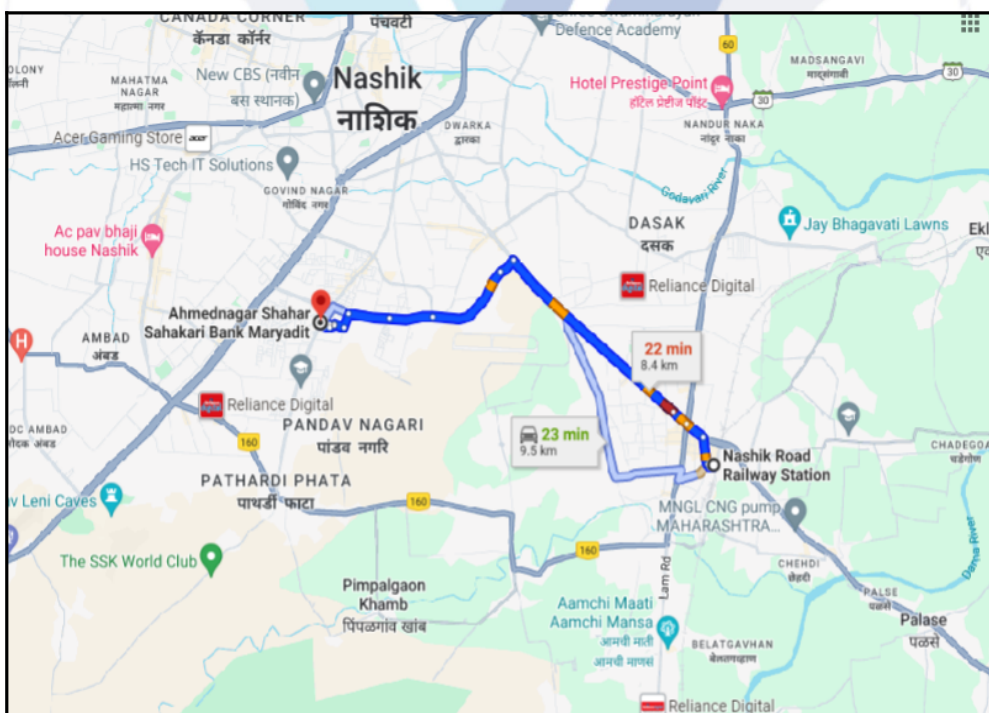 CANADA CORNER
कॅनडा कॉर्नर
पंचवटी
Defence Academy
COLONY
MAHATMA
NAGAR
महात्मा नगर
New CBS (नवीन
बस स्थानक)
Nashik
नाशिक
60
MADSANGAVI
माद्सांगावी
30
Hotel Prestige Point
हॉटेल प्रेस्टीज पॉइंट
30
NANDUR NAKA
नांदूर नाका
Acer Gaming Store
acer
DWARKA
द्वारका
HS Tech IT Solutions
GOVIND NAGAR
गोविंद नगर
Godavari River
DASAK
दसक
Jay Bhagavati Lawns
Ac pav bhaji
house Nashik
Reliance Digital
Ahmednagar Shahar
Sahakari Bank Maryadit
H
AMBAD
अंबड
22 min
8.4 km
Reliance Digital
AMBAD
PANDAV NAGARI
पांडव नगरि
23 min
9.5 km
Nashik Road
Railway Station
160
PATHARDI PHATA
पाथर्डी फाटा
Leni Caves
160
MNGL CNG pump
MAHARASHTRA...
The SSK World Club
160
CHEHDI
छेहरी
Darna River
Pimpalgaon
Khamb
पिंपळगाव खांब
Lam Rd
PALSE
पळसे
Palase
पळसे
Aamchi Maati
Aamchi Mansa
आमची माती
आमची माणसं
BELATGAVHAN
बेलतगव्हाण
Reliance Digital